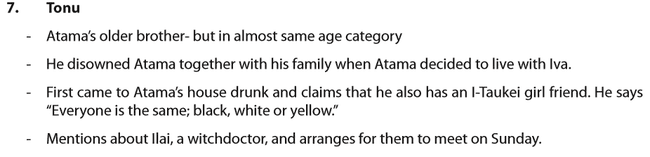 7. Tonu
- Atama's older brother- but in almost same age category
- He disowned Atama together with his family when Atama decided to live with Iva.
- First came to Atama's house drunk and claims that he also has an I-Taukei girl friend. He says
"Everyone is the same; black, white or yellow."
- Mentions about Ilai, a witchdoctor, and arranges for them to meet on Sunday.